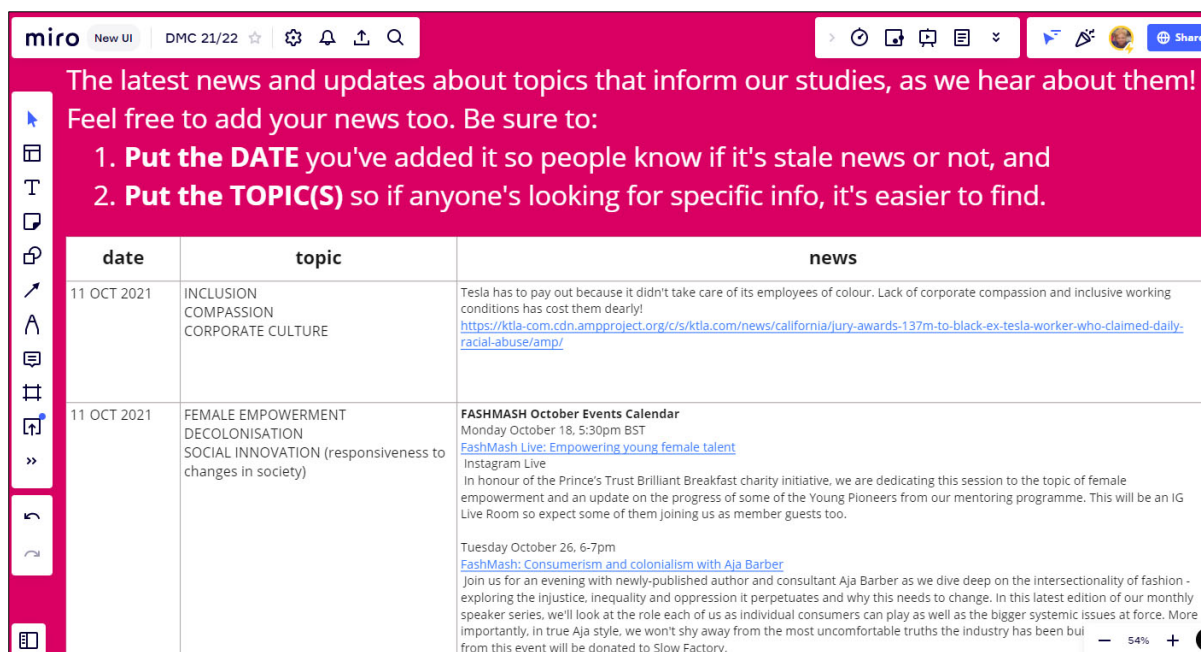 miro New UI DMC 21/22 Share
The latest news and updates about topics that inform our studies, as we hear about them!
Feel free to add your news too. Be sure to:
1. Put the DATE you've added it so people know if it's stale news or not, and
2. Put the TOPIC(S) so if anyone's looking for specific info, it's easier to find.
date topic news
11 OCT 2021
INCLUSION
COMPASSION
CORPORATE CULTURE
Tesla has to pay out because it didn't take care of its employees of colour. Lack of corporate compassion and inclusive working
conditions has cost them dearly!
https://ktla-com.cdn.ampproject.org/c/s/ktla.com/news/california/jury-awards-137m-to-black-ex-tesla-worker-who-claimed-daily-
racial-abuse/amp/
11 OCT 2021
FEMALE EMPOWERMENT
DECOLONISATION
SOCIAL INNOVATION (responsiveness to
changes in society)
FASHMASH October Events Calendar
Monday October 18, 5:30pm BST
FashMash Live: Empowering young female talent
Instagram Live
In honour of the Prince's Trust Brilliant Breakfast charity initiative, we are dedicating this session to the topic of female
empowerment and an update on the progress of some of the Young Pioneers from our mentoring programme. This will be an IG
Live Room so expect some of them joining us as member guests too.
Tuesday October 26, 6-7pm
FashMash: Consumerism and colonialism with Aja Barber
Join us for an evening with newly-published author and consultant Aja Barber as we dive deep on the intersectionality of fashion -
exploring the injustice, inequality and oppression it perpetuates and why this needs to change. In this latest edition of our monthly
speaker series, we'll look at the role each of us as individual consumers can play as well as the bigger systemic issues at force. More
importantly, in true Aja style, we won't shy away from the most uncomfortable truths the industry has been
from this event will be donated to Slow Factory.
54%